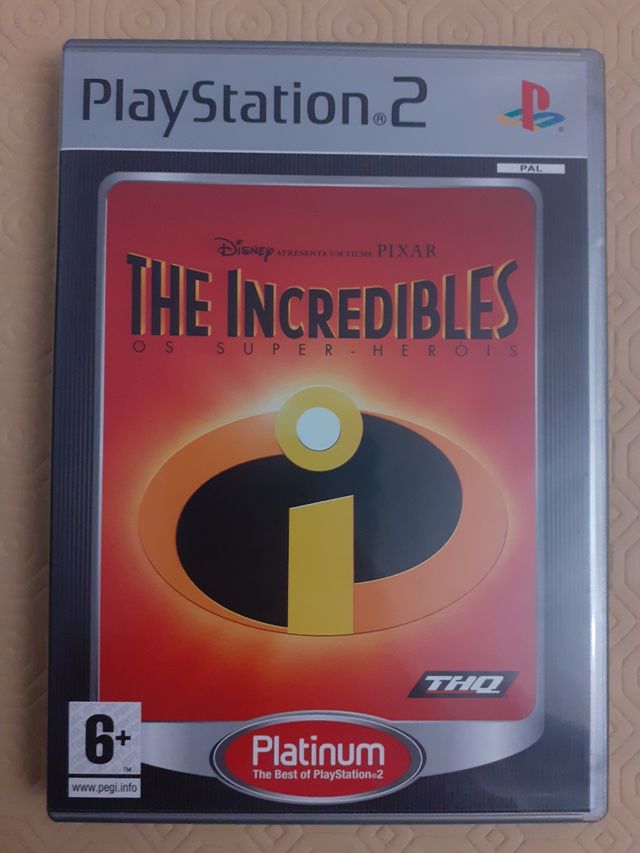 PlayStation®2
PAL
Disney APRESENTA UM FILME PIXAR
THE INCREDIBLES
OS SUPER-HERÓIS
THQ
6+
™
www.pegi.info
Platinum
The Best of PlayStation®2